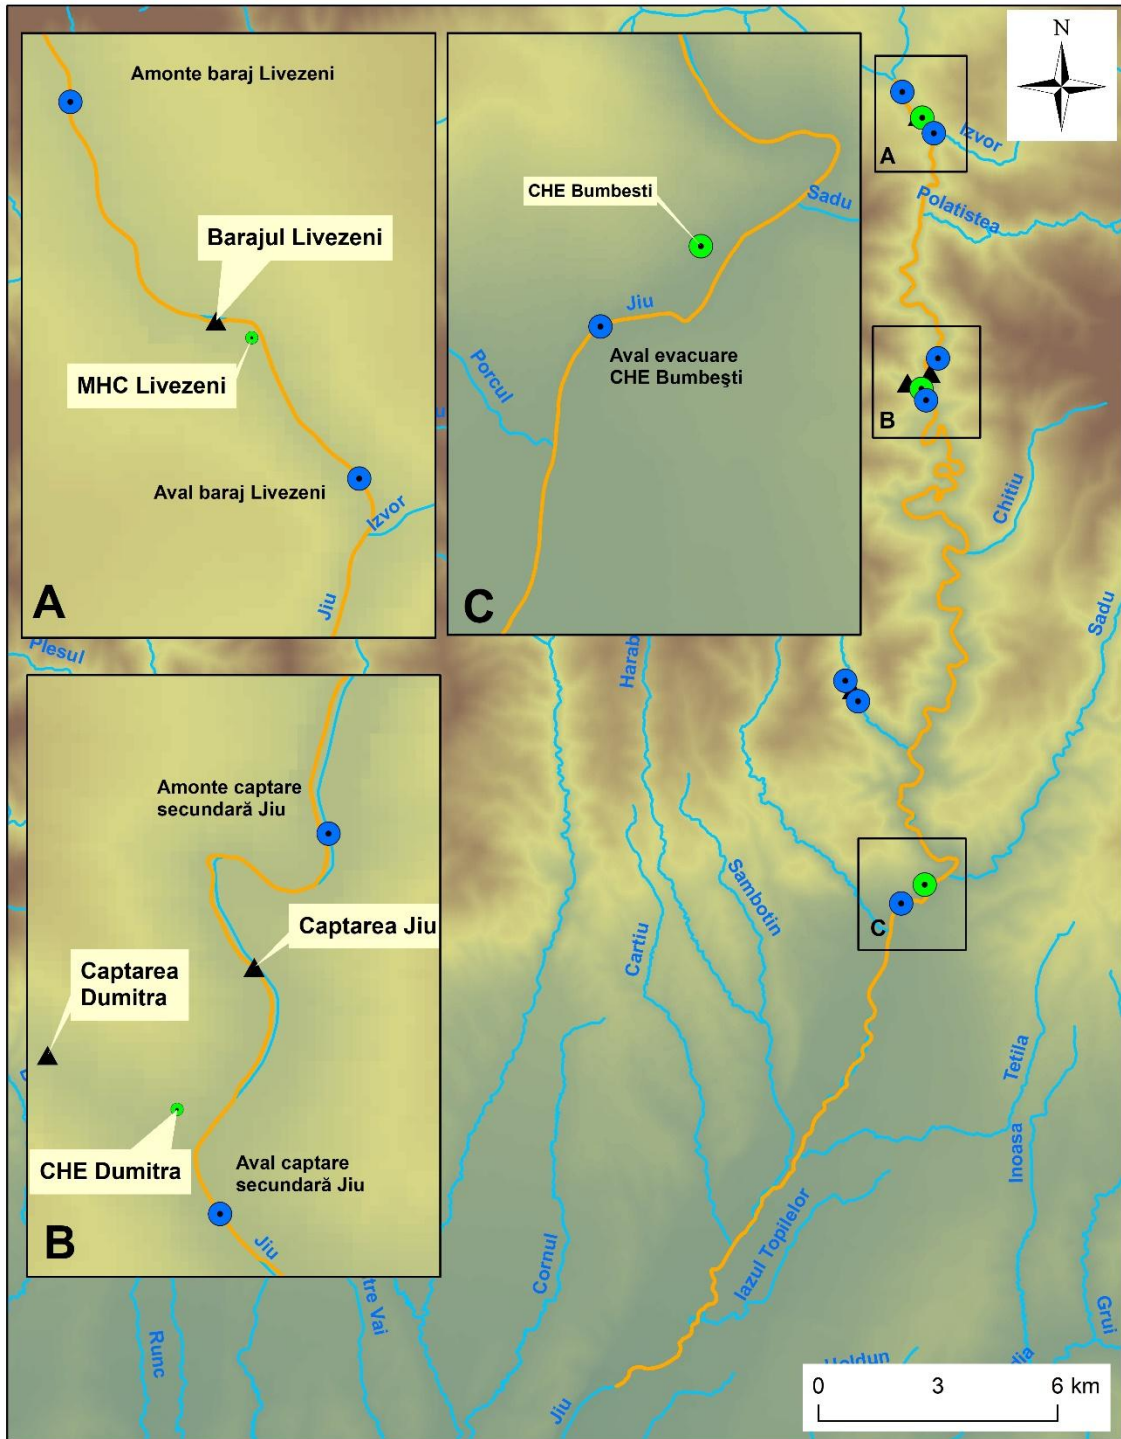 Amonte baraj Livezeni
Barajul Livezeni
MHC Livezeni
Aval baraj Livezeni
Izvor
Jiu
A
CHE Bumbesti
Sadu
Jiu
Aval evacuare
CHE Bumbeşti
Porcul
C
N
A
Izvor
Polatistea
B
Chitiu
Sadu
Plesul
Harab
Amonte captare
secundară Jiu
Captarea Jiu
Captarea
Dumitra
CHE Dumitra
Aval captare
secundară Jiu
Jiu
B
Sambotin
Cartiu
C
Tetila
Inoasa
Iazul Topilelor
Cornul
tre Vai
Runc
Grui
Jiu
0 3 6 km